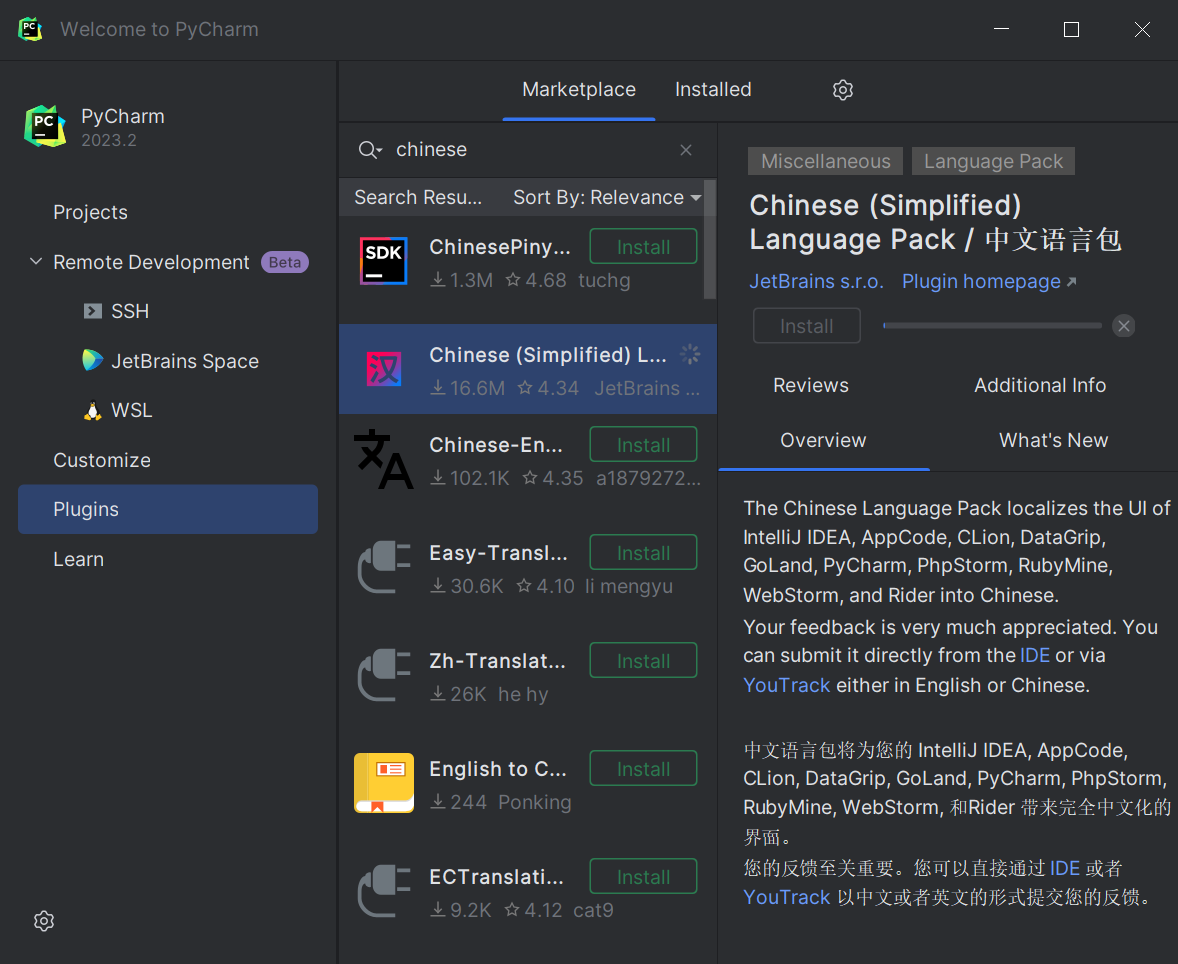 Welcome to PyCharm
PyCharm
2023.2
Projects
Remote Development Beta
SSH
JetBrains Space
WSL
Customize
Plugins
Learn
Marketplace Installed
chinese
Search Resu... Sort By: Relevance
ChinesePiny... Install
1.3M 4.68 tuchg
Chinese (Simplified) L...
16.6M 4.34 JetBrains ...
Chinese-En... Install
102.1K 4.35 a1879272...
Easy-Transl... Install
30.6K 4.10 li mengyu
Zh-Translat... Install
26K he hy
English to C... Install
244 Ponking
ECTranslati... Install
9.2K 4.12 cat9
Miscellaneous Language Pack
Chinese (Simplified)
Language Pack / 中文语言包
JetBrains s.r.o. Plugin homepage
Install
Reviews Additional Info
Overview What's New
The Chinese Language Pack localizes the UI of
IntelliJ IDEA, AppCode, CLion, DataGrip,
GoLand, PyCharm, PhpStorm, RubyMine,
WebStorm, and Rider into Chinese.
Your feedback is very much appreciated. You
can submit it directly from the IDE or via
YouTrack either in English or Chinese.
中文语言包将为您的 IntelliJ IDEA, AppCode,
CLion, DataGrip, GoLand, PyCharm, PhpStorm,
RubyMine, WebStorm, 和Rider 带来完全中文化的
界面。
您的反馈至关重要。您可以直接通过 IDE 或者
YouTrack 以中文或者英文的形式提交您的反馈。
PC
PC
SDK
汉